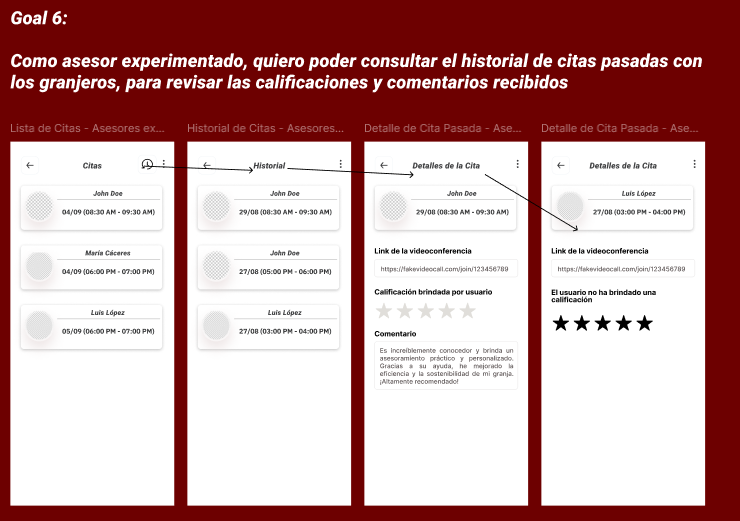 Goal 6:
Como asesor experimentado, quiero poder consultar el historial de citas pasadas con
los granjeros, para revisar las calificaciones y comentarios recibidos
Lista de Citas - Asesores ex...
Citas
John Doe
04/09 (08:30 AM - 09:30 AM)
María Cáceres
04/09 (06:00 PM - 07:00 PM)
Luis López
05/09 (06:00 PM - 07:00 PM)
Historial de Citas - Asesores...
Historial
John Doe
29/08 (08:30 AM - 09:30 AM)
John Doe
27/08 (05:00 PM - 06:00 PM)
Luis López
27/08 (03:00 PM - 04:00 PM)
Detalle de Cita Pasada - Ase...
Detalles de la Cita
John Doe
29/08 (08:30 AM - 09:30 AM)
Link de la videoconferencia
https://fakevideocall.com/join/123456789
Calificación brindada por usuario
Comentario
Es increíblemente conocedor y brinda un
asesoramiento práctico y personalizado.
Gracias a su ayuda, he mejorado la
eficiencia y la sostenibilidad de mi granja.
¡Altamente recomendado!
Detalle de Cita Pasada - Ase...
Detalles de la Cita
Luis López
27/08 (03:00 PM - 04:00 PM)
Link de la videoconferencia
https://fakevideocall.com/join/123456789
El usuario no ha brindado una
calificación